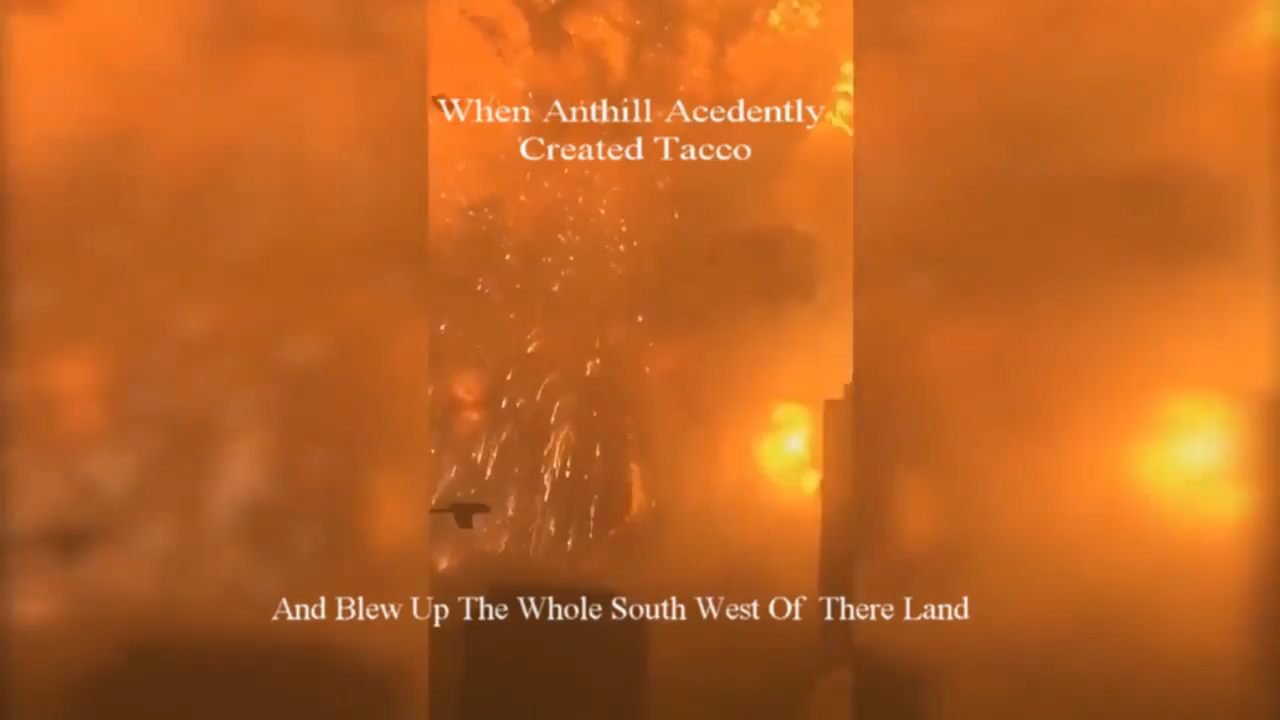 When Anthill Acedently
Created Tacco
And Blew Up The Whole South West Of There Land